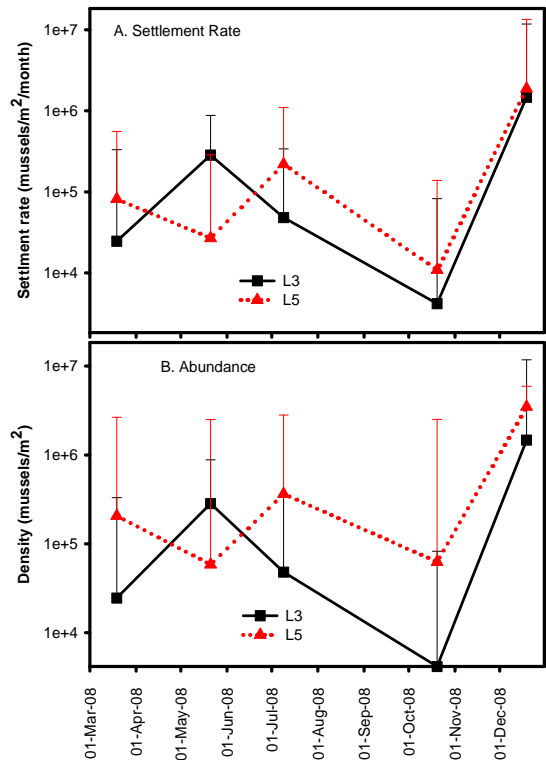 A. Settlement Rate
Settlment rate (mussels/m²/month)
1e+7
1e+6
1e+5
1e+4
L3
L5
B. Abundance
Density (mussels/m²)
1e+7
1e+6
1e+5
1e+4
L3
L5
01-Mar-08
01-Apr-08
01-May-08
01-Jun-08
01-Jul-08
01-Aug-08
01-Sep-08
01-Oct-08
01-Nov-08
01-Dec-08